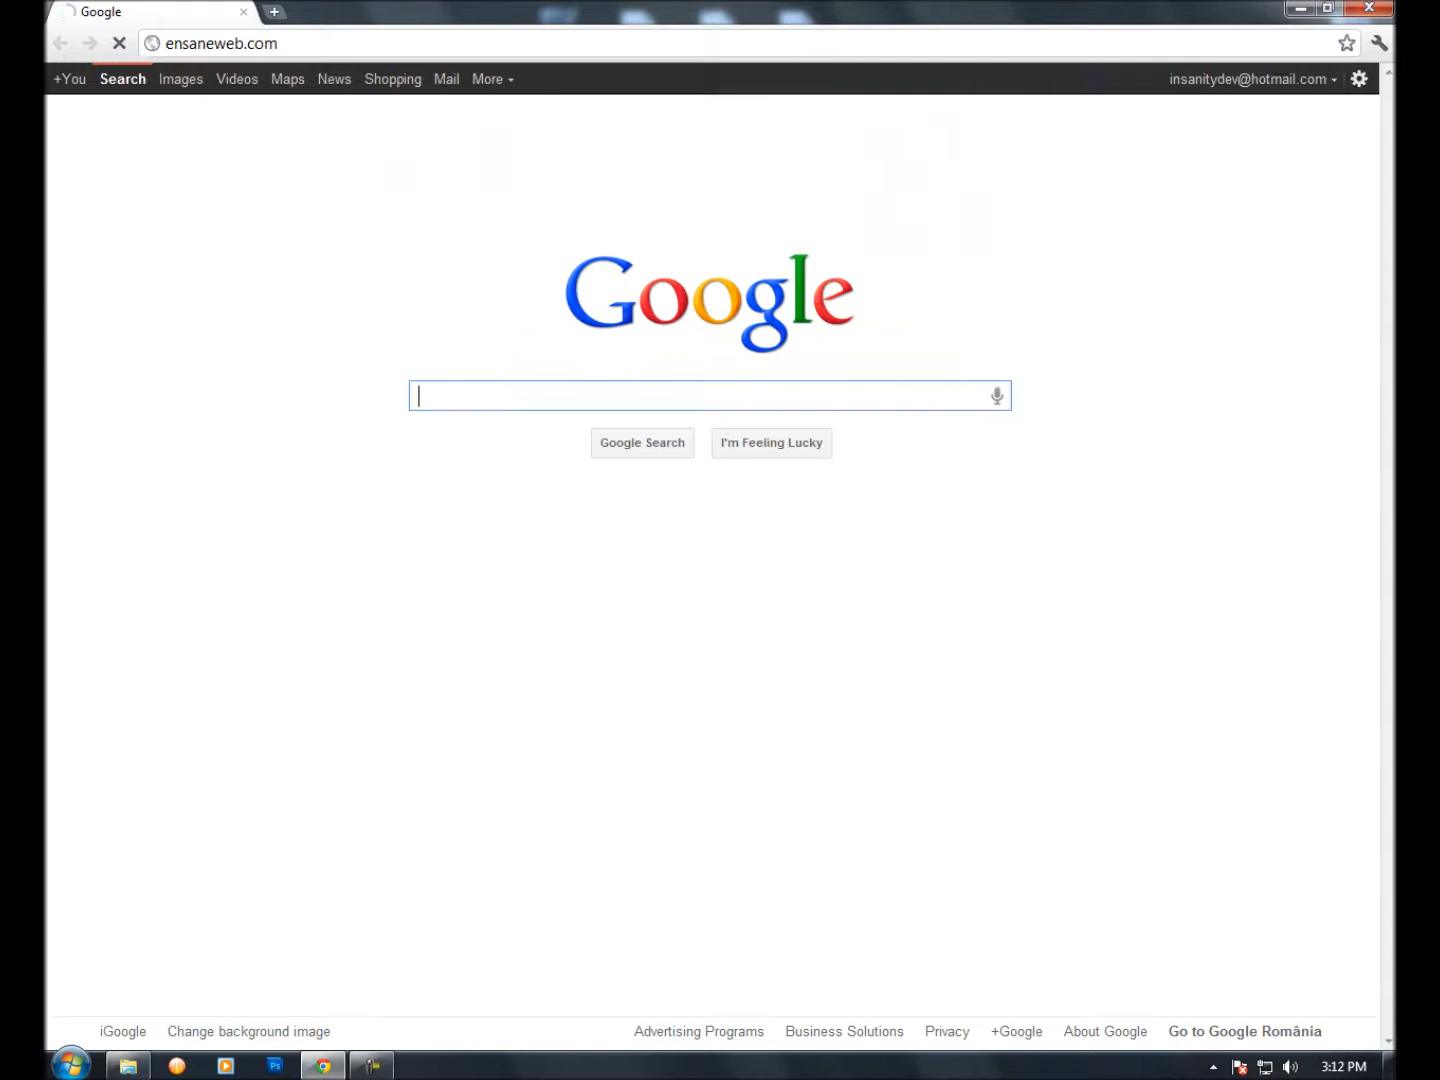 Google
ensaneweb.com
+You Search Images Videos Maps News Shopping Mail More
insanitydev@hotmail.com
Google
Google Search I'm Feeling Lucky
iGoogle Change background image Advertising Programs Business Solutions Privacy +Google About Google Go to Google România
Ps
3:12 PM